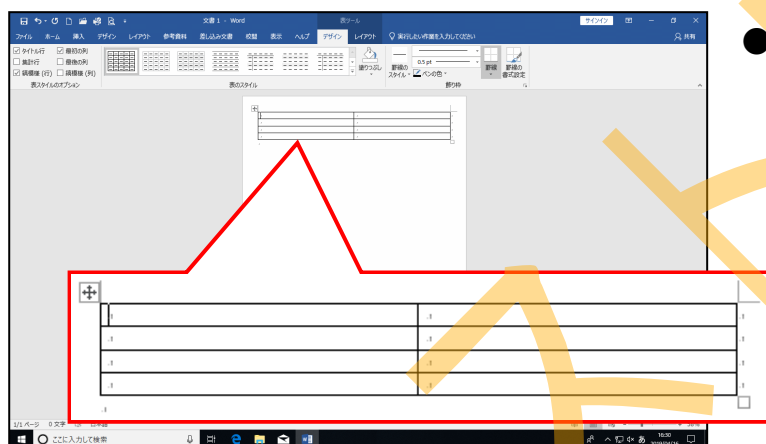 文書 1 - Word
表ツール
サインイン
ファイル ホーム 挿入 デザイン レイアウト 参考資料 差し込み文書 校閲 表示 ヘルプ デザイン レイアウト 実行したい作業を入力してください 共有
タイトル行 最初の列
集計行 最後の列
縞模様 (行) 縞模様 (列)
塗りつぶし
罫線の
スタイル
0.5 pt
ペンの色
罫線
罫線の
書式設定
表スタイルのオプション 表のスタイル 飾り枠
1/1 ページ 0 文字 日本語
ここに入力して検索
あ
16:30